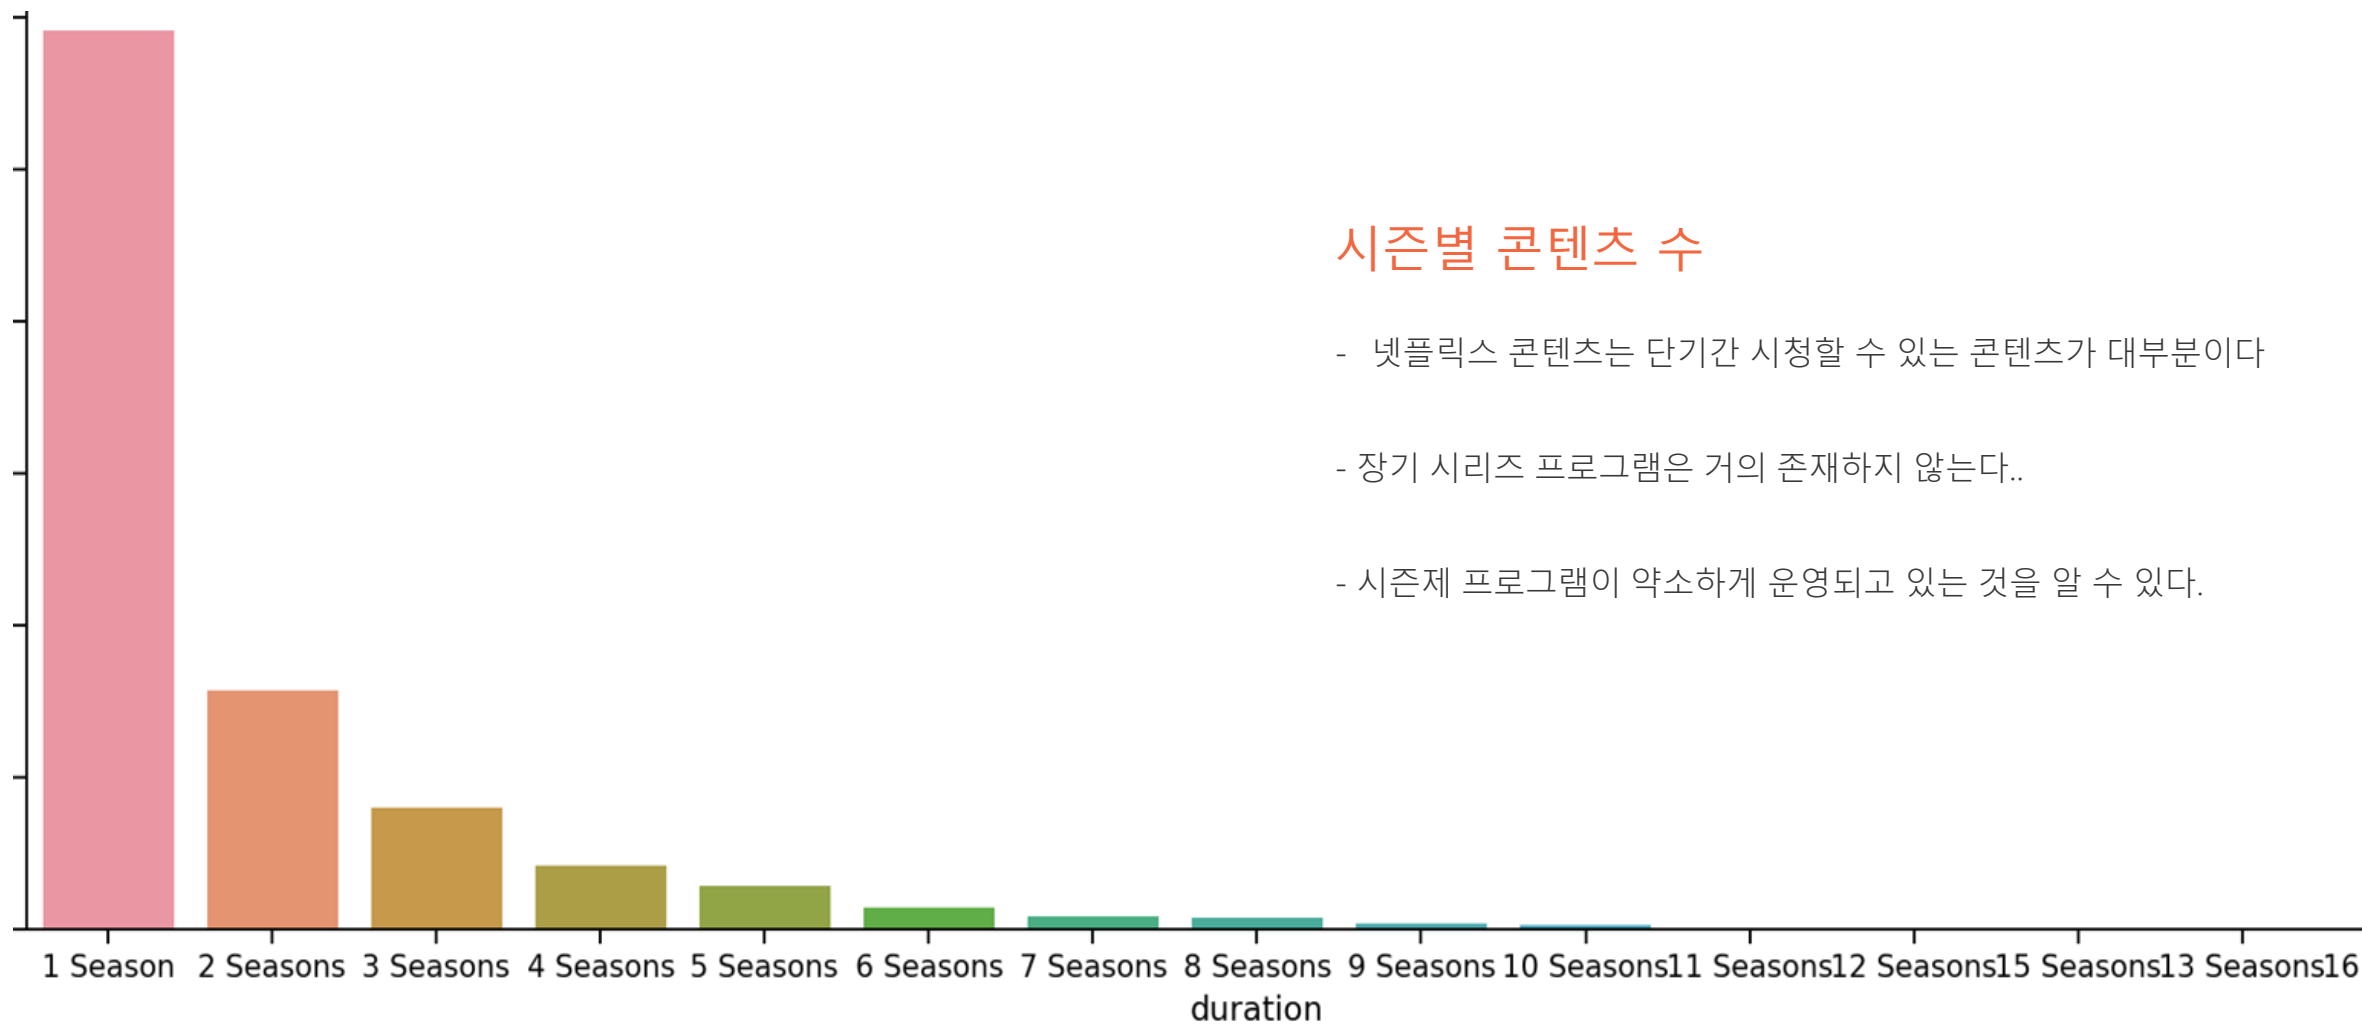 시즌별 콘텐츠 수
-  넷플릭스 콘텐츠는 단기간 시청할 수 있는 콘텐츠가 대부분이다
- 장기 시리즈 프로그램은 거의 존재하지 않는다..
- 시즌제 프로그램이 약소하게 운영되고 있는 것을 알 수 있다.
1 Season 2 Seasons 3 Seasons 4 Seasons 5 Seasons 6 Seasons 7 Seasons 8 Seasons 9 Seasons 10 Seasons11 Seasons12 Seasons15 Seasons13 Seasons16
duration